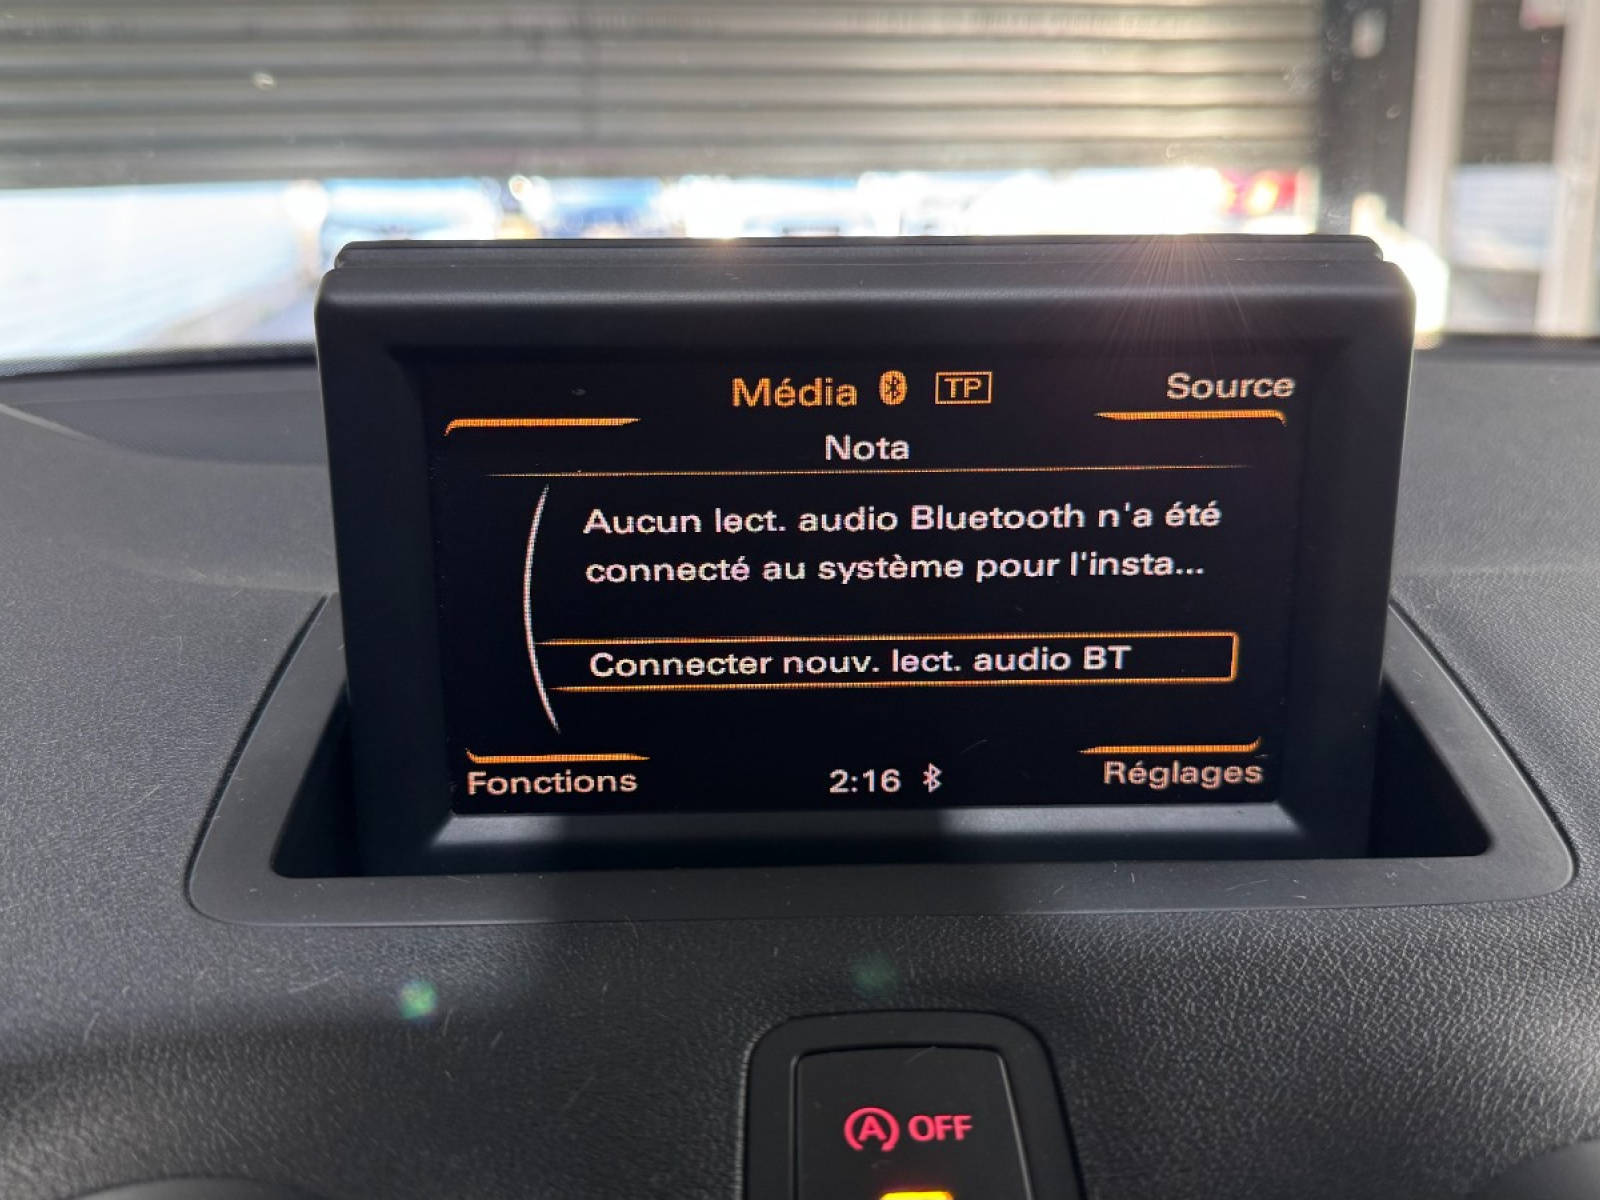 Média TP Source
Nota
Aucun lect. audio Bluetooth n'a été
connecté au système pour l'insta...
Connecter nouv. lect. audio BT
Fonctions 2:16 Réglages
A OFF